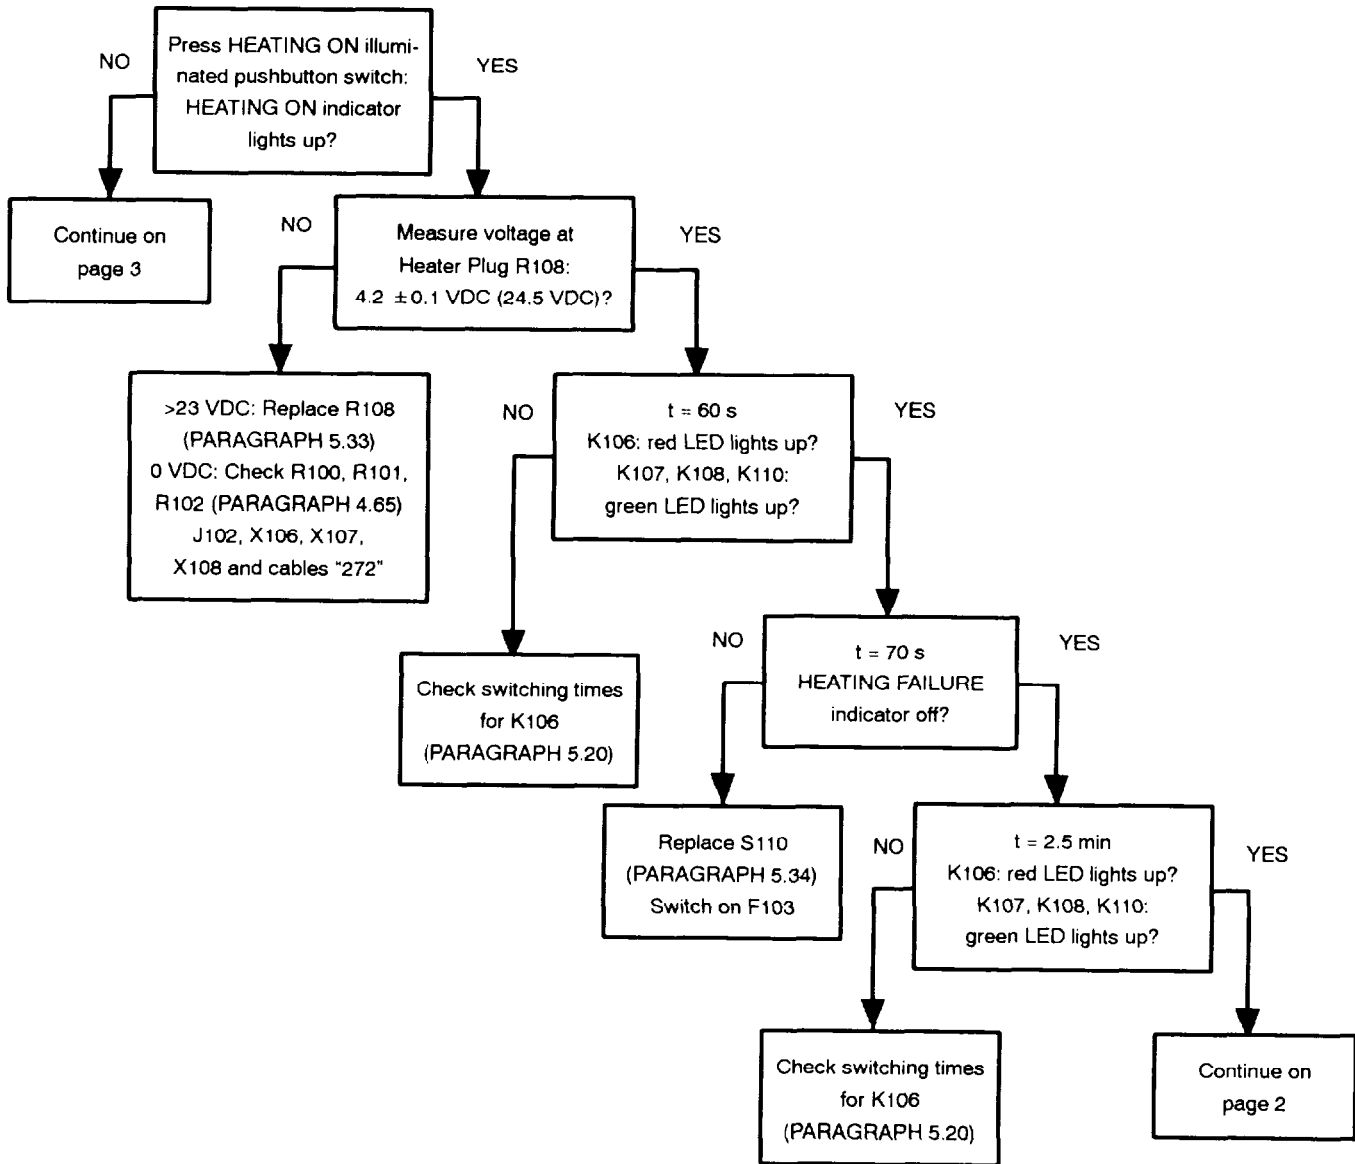 Press HEATING ON illumi-
nated pushbutton switch:
HEATING ON indicator
lights up?
NO
YES
Continue on
page 3
Measure voltage at
Heater Plug R108:
4.2 ±0.1 VDC (24.5 VDC)?
NO
YES
>23 VDC: Replace R108
(PARAGRAPH 5.33)
0 VDC: Check R100, R101,
R102 (PARAGRAPH 4.65)
J102, X106, X107,
X108 and cables "272"
t = 60 s
K106: red LED lights up?
K107, K108, K110:
green LED lights up?
NO
YES
Check switching times
for K106
(PARAGRAPH 5.20)
t = 70 s
HEATING FAILURE
indicator off?
NO
YES
Replace S110
(PARAGRAPH 5.34)
Switch on F103
t = 2.5 min
K106: red LED lights up?
K107, K108, K110:
green LED lights up?
NO
YES
Check switching times
for K106
(PARAGRAPH 5.20)
Continue on
page 2